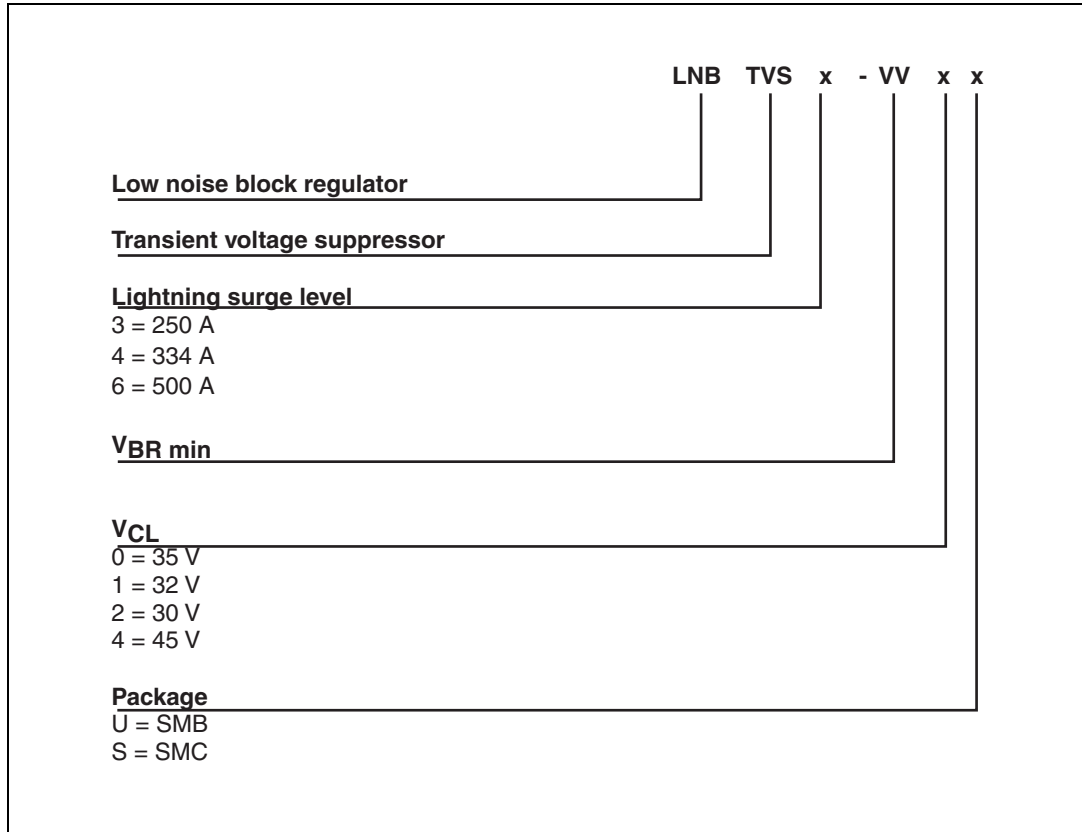 LNB TVS x - VV x x
Low noise block regulator
Transient voltage suppressor
Lightning surge level
3 = 250 A
4 = 334 A
6 = 500 A
VBR min
VCL
0 = 35 V
1 = 32 V
2 = 30 V
4 = 45 V
Package
U = SMB
S = SMC